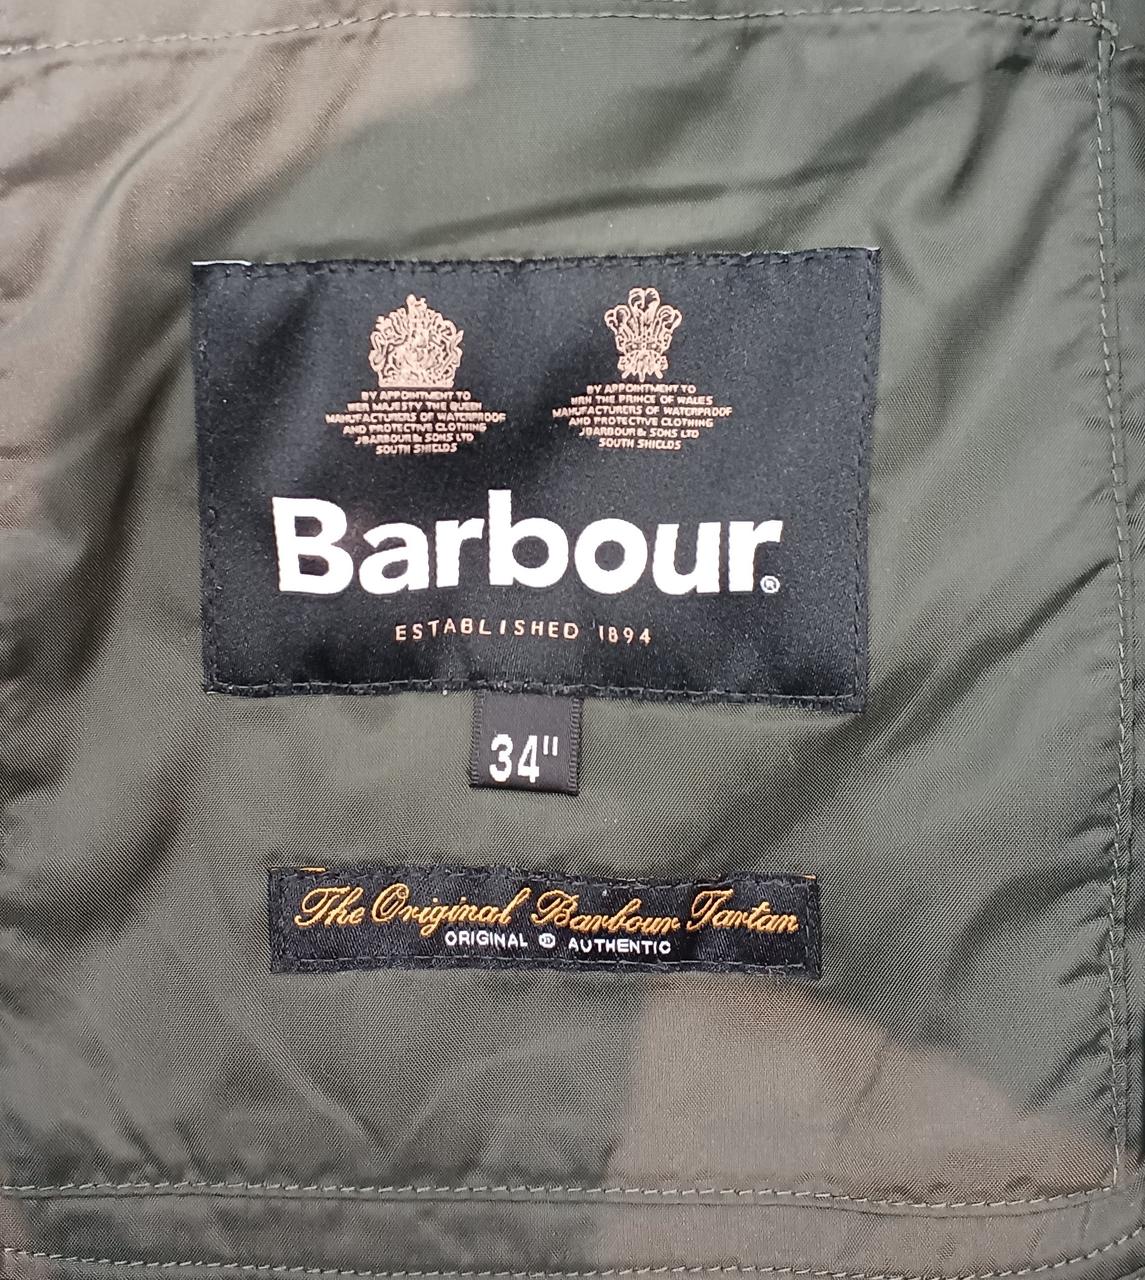 BY APPOINTMENT TO
HER MAJESTY THE QUEEN
MANUFACTURERS OF WATERPROOF
AND PROTECTIVE CLOTHING
J BARBOUR & SONS LTD
SOUTH SHIELDS
BY APPOINTMENT TO
HRH THE PRINCE OF WALES
MANUFACTURERS OF WATERPROOF
AND PROTECTIVE CLOTHING
J BARBOUR & SONS LTD
SOUTH SHIELDS
Barbour®
ESTABLISHED 1894
34"
The Original Barbour Tartan
ORIGINAL AUTHENTIC